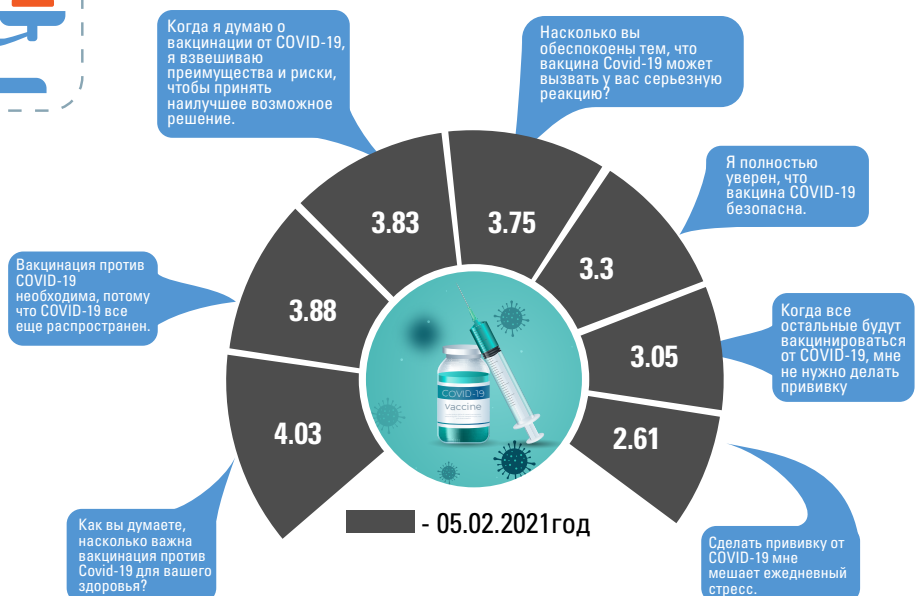 Когда я думаю о
вакцинации от COVID-19,
я взвешиваю
преимущества и риски,
чтобы принять
наилучшее возможное
решение.
Насколько вы
обеспокоены тем, что
вакцина Covid-19 может
вызвать у вас серьезную
реакцию?
Я полностью
уверен, что
вакцина COVID-19
безопасна.
Вакцинация против
COVID-19
необходима, потому
что COVID-19 все
еще распространен.
Когда все
остальные будут
вакцинироваться
от COVID-19, мне
не нужно делать
прививку
Как вы думаете,
насколько важна
вакцинация против
Covid-19 для вашего
здоровья?
Сделать прививку от
COVID-19 мне
мешает ежедневный
стресс.
4.03
3.88
3.83
3.75
3.3
3.05
2.61
COVID-19
vaccine
- 05.02.2021 год